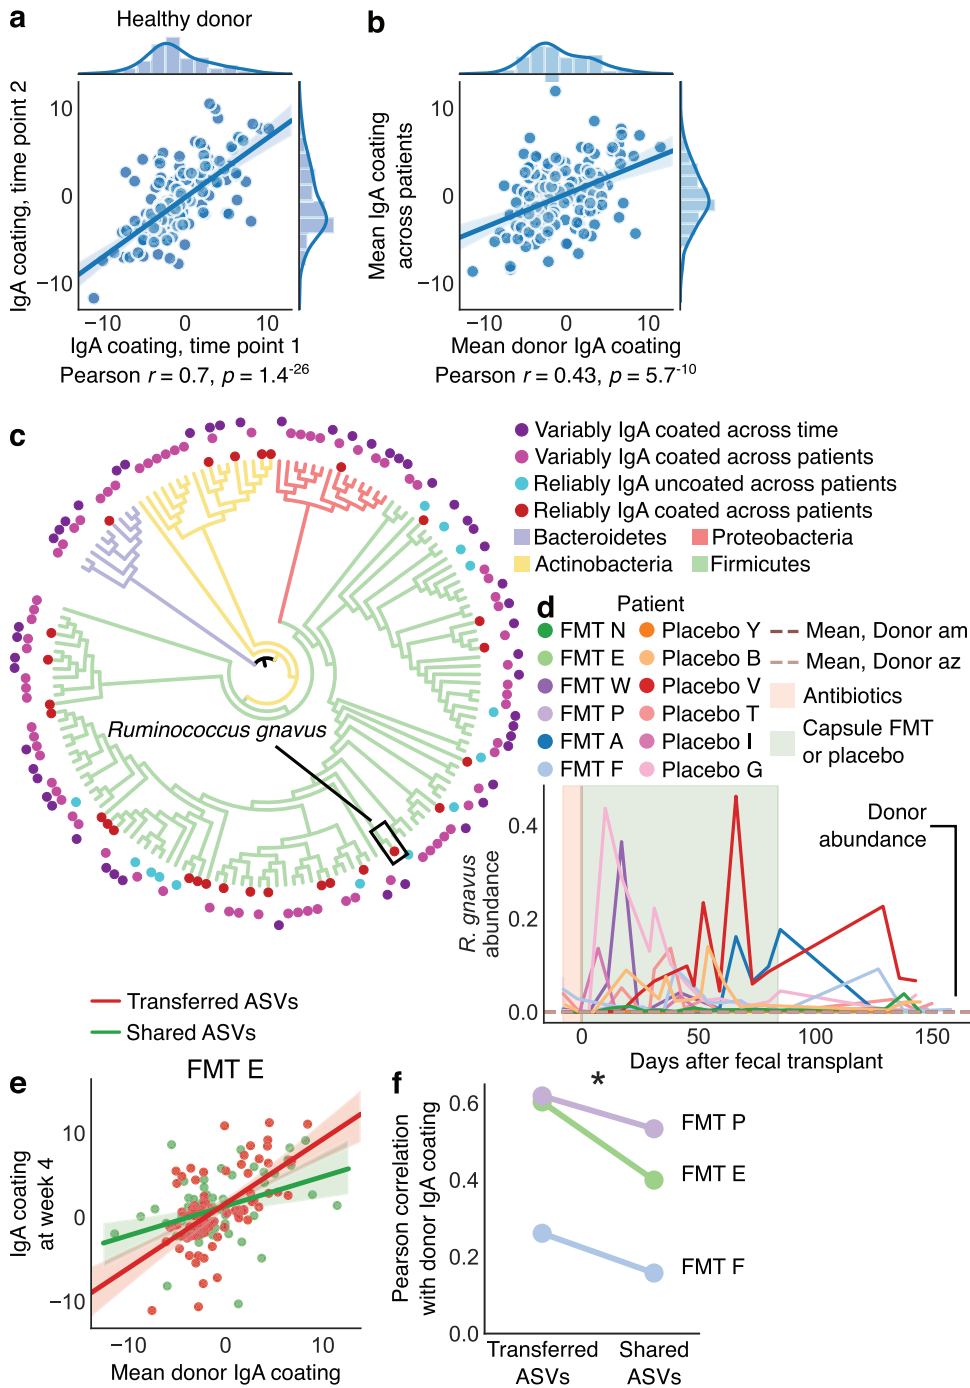 a
Healthy donor
IgA coating, time point 2
10
0
−10
−10
0
10
IgA coating, time point 1
Pearson r = 0.7, p = 1.4-26
b
Mean IgA coating
across patients
10
0
−10
−10
0
10
Mean donor IgA coating
Pearson r = 0.43, p = 5.7-10
c
Variably IgA coated across time
Variably IgA coated across patients
Reliably IgA uncoated across patients
Reliably IgA coated across patients
Bacteroidetes
Proteobacteria
Actinobacteria
Firmicutes
Ruminococcus gnavus
d
Patient
FMT N
FMT E
FMT W
FMT P
FMT A
FMT F
Placebo Y
Placebo B
Placebo V
Placebo T
Placebo I
Placebo G
Mean, Donor am
Mean, Donor az
Antibiotics
Capsule FMT
or placebo
Donor
abundance
R. gnavus
abundance
0.4
0.2
0.0
0
50
100
150
Days after fecal transplant
Transferred ASVs
Shared ASVs
e
FMT E
IgA coating
at week 4
10
0
−10
−10
0
10
Mean donor IgA coating
f
*
Pearson correlation
with donor IgA coating
0.6
0.4
0.2
0.0
FMT P
FMT E
FMT F
Transferred
ASVs
Shared
ASVs